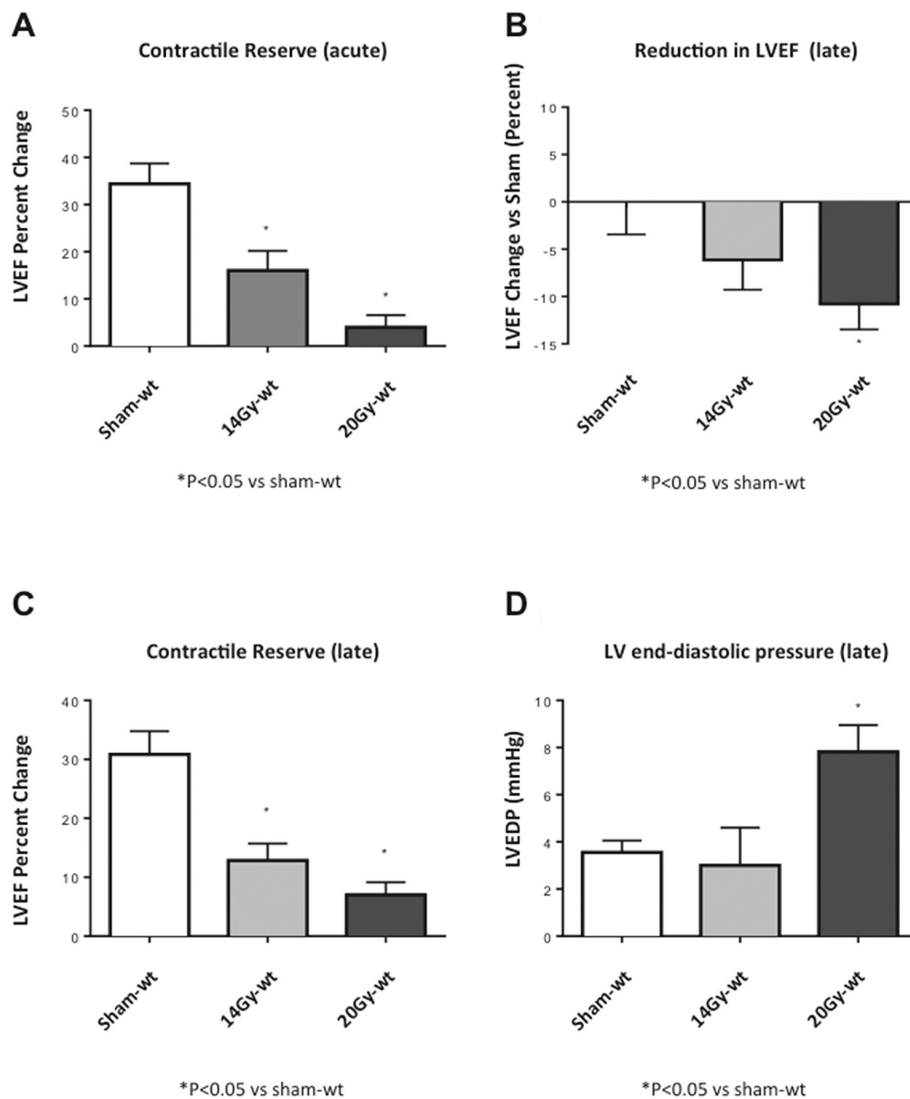 A
Contractile Reserve (acute)
LVEF Percent Change
50
40
30
20
10
0
Sham-wt
14Gy-wt
20Gy-wt
*
*
*P<0.05 vs sham-wt
B
Reduction in LVEF (late)
LVEF Change vs Sham (Percent)
10
5
0
-5
-10
-15
Sham-wt
14Gy-wt
20Gy-wt
*
*P<0.05 vs sham-wt
C
Contractile Reserve (late)
LVEF Percent Change
40
30
20
10
0
Sham-wt
14Gy-wt
20Gy-wt
*
*
*P<0.05 vs sham-wt
D
LV end-diastolic pressure (late)
LVEDP (mmHg)
10
8
6
4
2
0
Sham-wt
14Gy-wt
20Gy-wt
*
*P<0.05 vs sham-wt